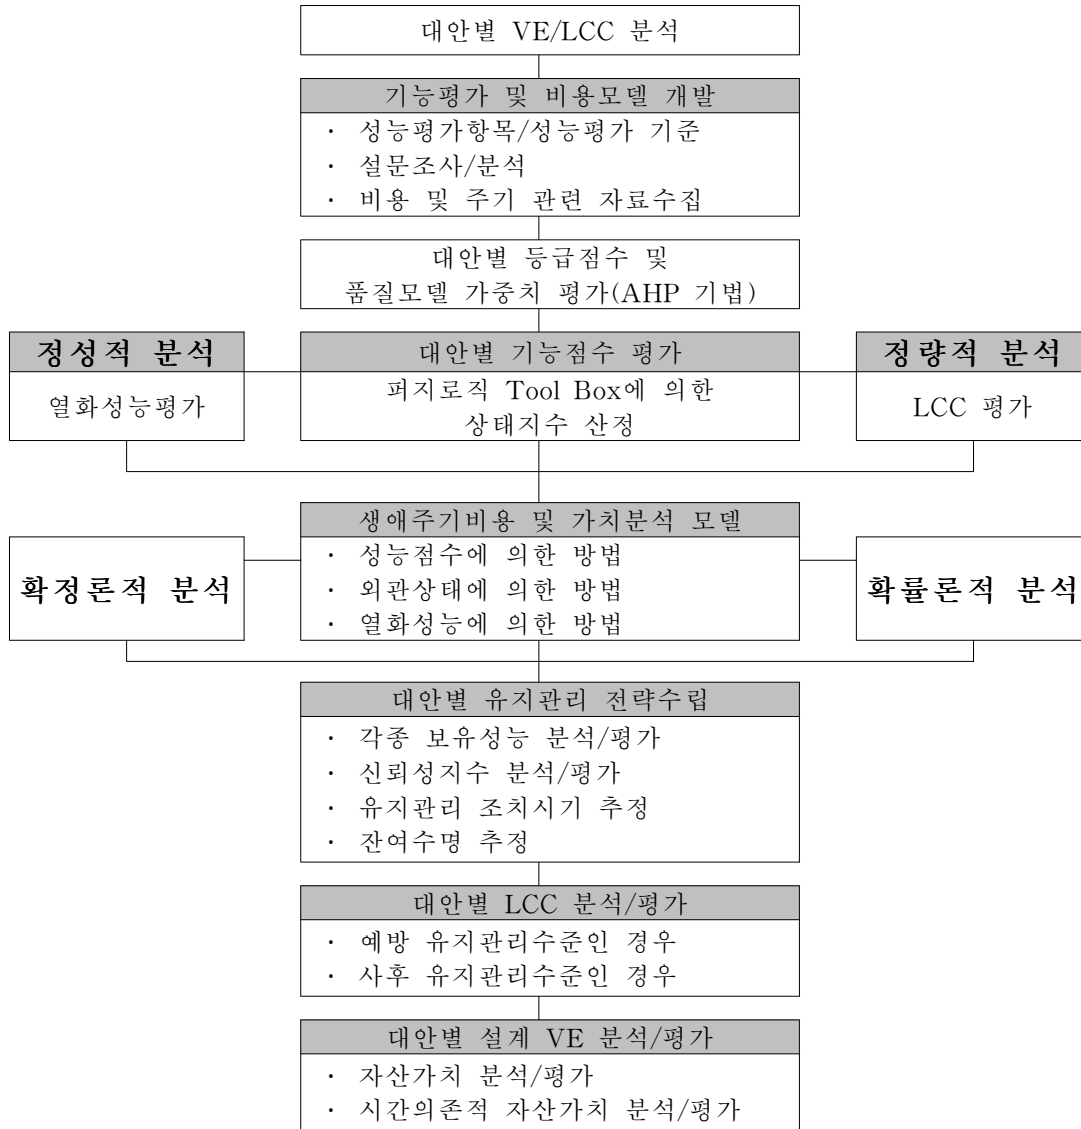 대안별 VE/LCC 분석
기능평가 및 비용모델 개발
· 성능평가항목/성능평가 기준
· 설문조사/분석
· 비용 및 주기 관련 자료수집
대안별 등급점수 및
품질모델 가중치 평가(AHP 기법)
정성적 분석
열화성능평가
대안별 기능점수 평가
퍼지로직 Tool Box에 의한
상태지수 산정
정량적 분석
LCC 평가
생애주기비용 및 가치분석 모델
· 성능점수에 의한 방법
· 외관상태에 의한 방법
· 열화성능에 의한 방법
확정론적 분석
확률론적 분석
대안별 유지관리 전략수립
· 각종 보유성능 분석/평가
· 신뢰성지수 분석/평가
· 유지관리 조치시기 추정
· 잔여수명 추정
대안별 LCC 분석/평가
· 예방 유지관리수준인 경우
· 사후 유지관리수준인 경우
대안별 설계 VE 분석/평가
· 자산가치 분석/평가
· 시간의존적 자산가치 분석/평가